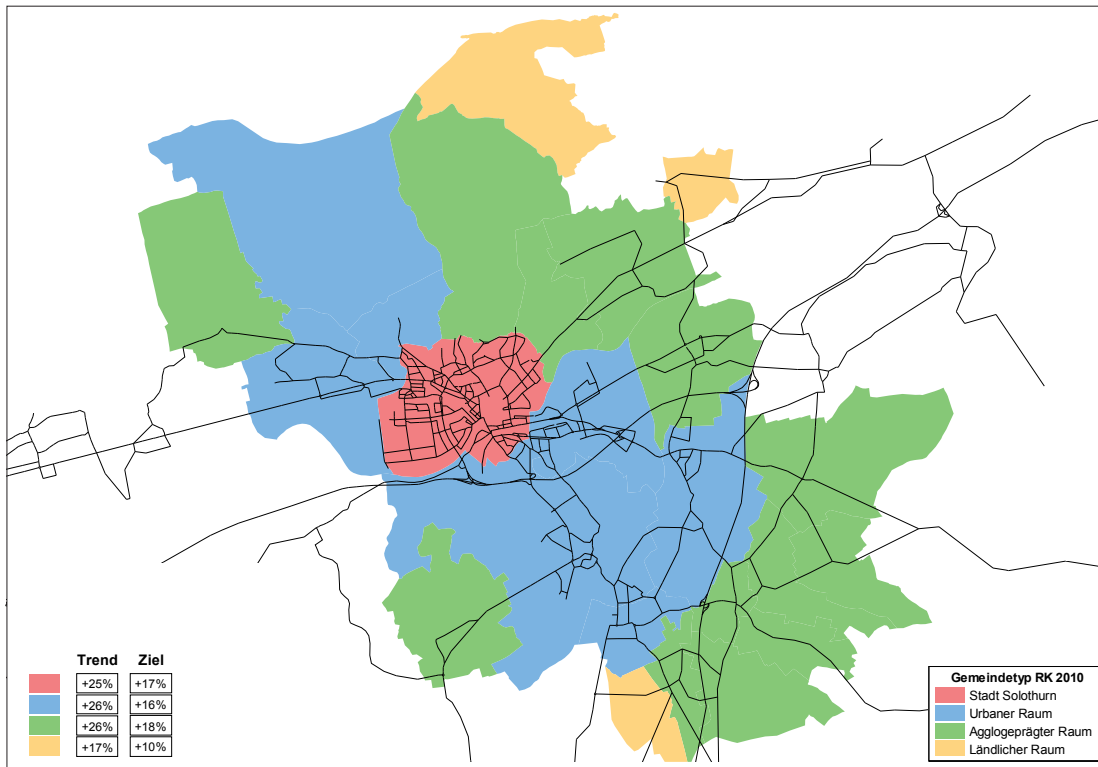 Trend Ziel
+25% +17%
+26% +16%
+26% +18%
+17% +10%
Gemeindetyp RK 2010
Stadt Solothurn
Urbaner Raum
Agglogeprägter Raum
Ländlicher Raum